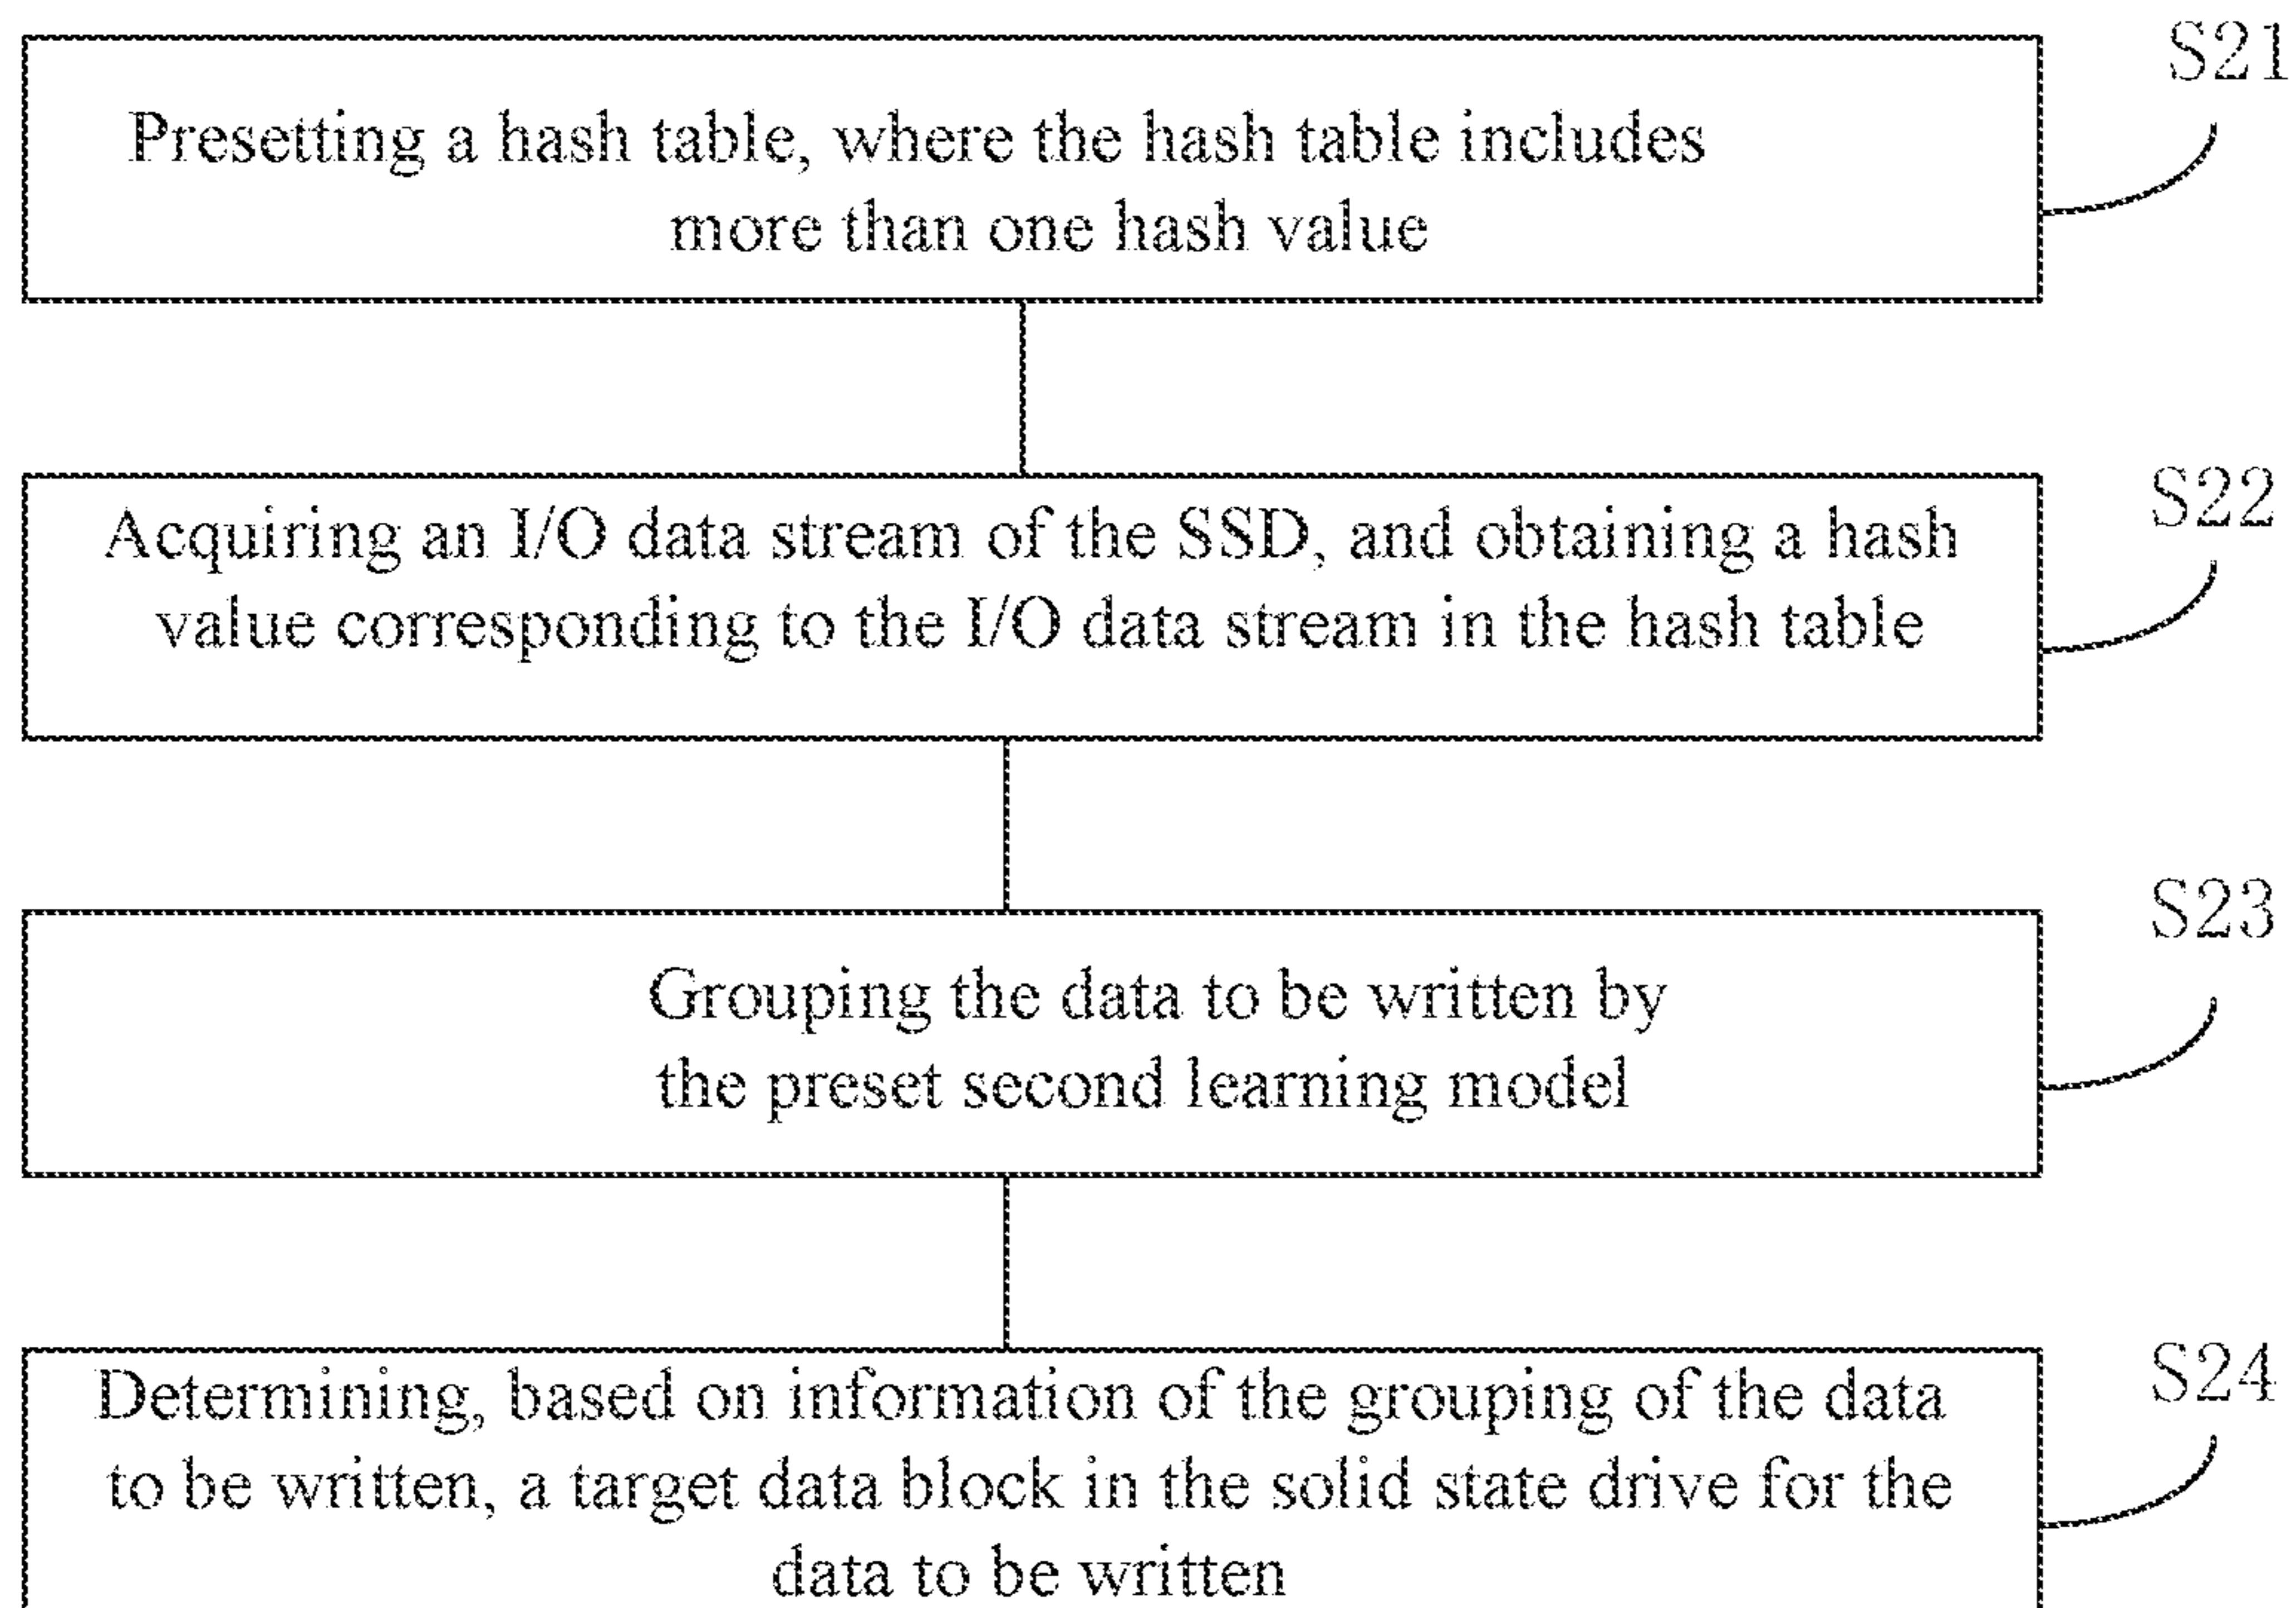 S21
Presetting a hash table, where the hash table includes
more than one hash value
S22
Acquiring an I/O data stream of the SSD, and obtaining a hash
value corresponding to the I/O data stream in the hash table
S23
Grouping the data to be written by
the preset second learning model
S24
Determining, based on information of the grouping of the data
to be written, a target data block in the solid state drive for the
data to be written